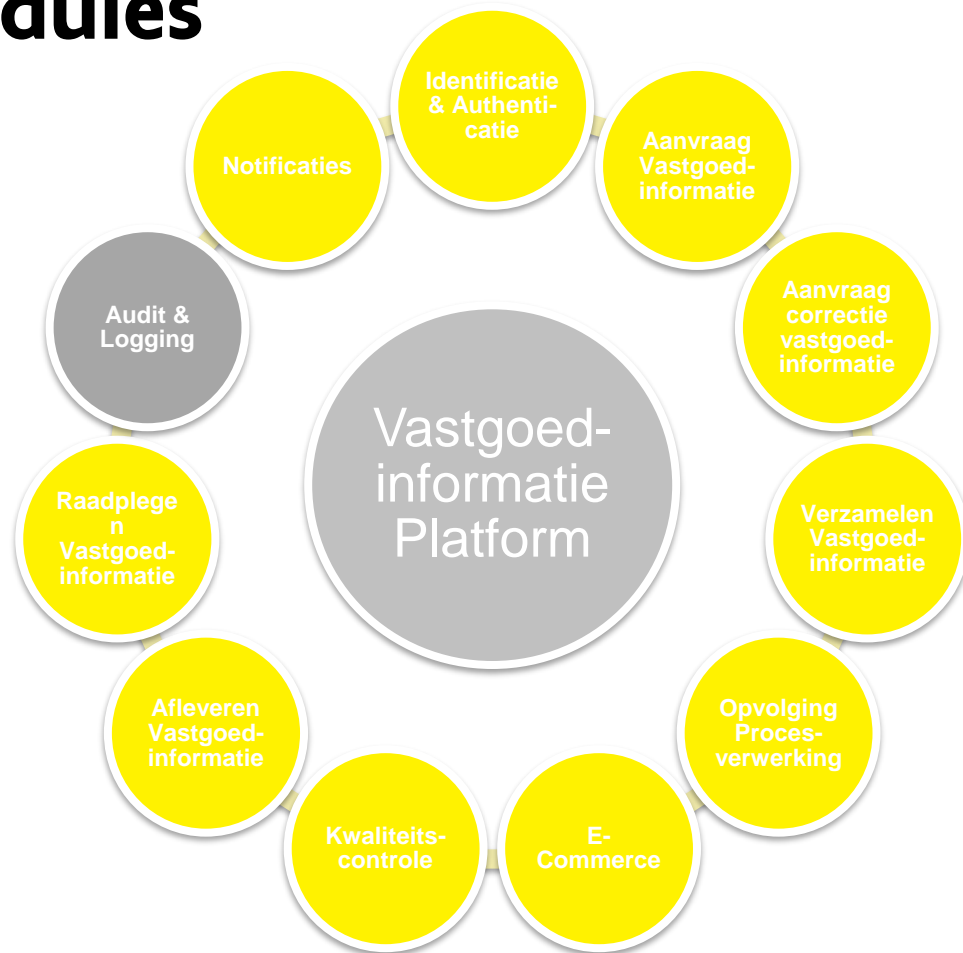 dules
Identificatie
& Authenti-
catie
Aanvraag
Vastgoed-
informatie
Aanvraag
correctie
vastgoed-
informatie
Verzamelen
Vastgoed-
informatie
Opvolging
Proces-
verwerking
E-
Commerce
Kwaliteits-
controle
Afleveren
Vastgoed-
informatie
Raadplege
n
Vastgoed-
informatie
Audit &
Logging
Notificaties
Vastgoed-
informatie
Platform